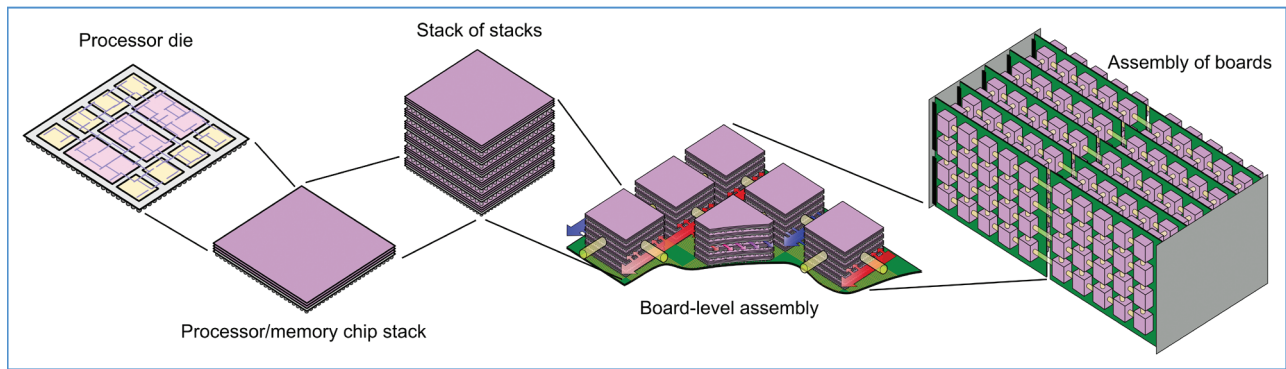 Processor die
Stack of stacks
Assembly of boards
Board-level assembly
Processor/memory chip stack